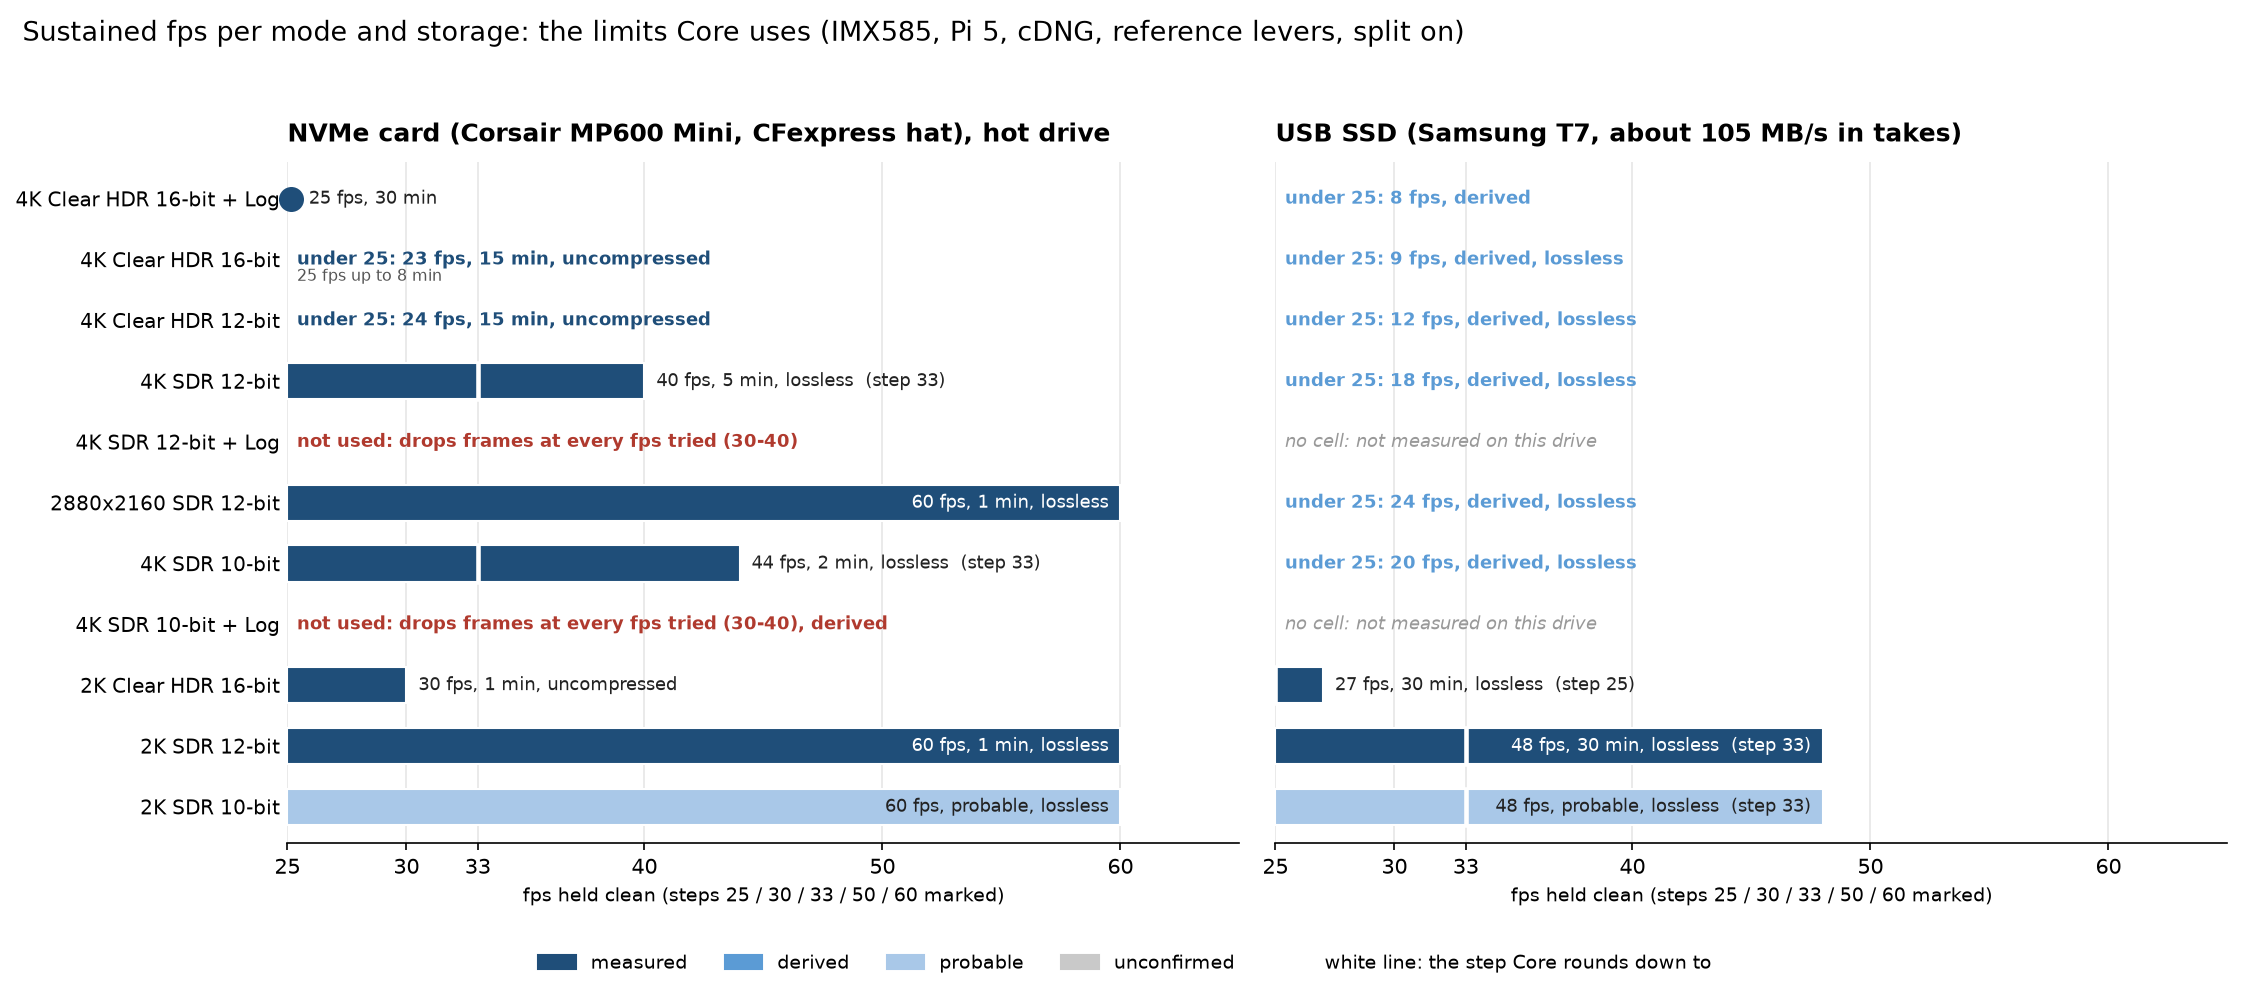 Sustained fps per mode and storage: the limits Core uses (IMX585, Pi 5, cDNG, reference levers, split on)
NVMe card (Corsair MP600 Mini, CFexpress hat), hot drive
4K Clear HDR 16-bit + Log
25 fps, 30 min
4K Clear HDR 16-bit
under 25: 23 fps, 15 min, uncompressed
25 fps up to 8 min
4K Clear HDR 12-bit
under 25: 24 fps, 15 min, uncompressed
4K SDR 12-bit
40 fps, 5 min, lossless (step 33)
4K SDR 12-bit + Log
not used: drops frames at every fps tried (30-40)
2880x2160 SDR 12-bit
60 fps, 1 min, lossless
4K SDR 10-bit
44 fps, 2 min, lossless (step 33)
4K SDR 10-bit + Log
not used: drops frames at every fps tried (30-40), derived
2K Clear HDR 16-bit
30 fps, 1 min, uncompressed
2K SDR 12-bit
60 fps, 1 min, lossless
2K SDR 10-bit
60 fps, probable, lossless
25 30 33 40 50 60
fps held clean (steps 25 / 30 / 33 / 50 / 60 marked)
USB SSD (Samsung T7, about 105 MB/s in takes)
under 25: 8 fps, derived
under 25: 9 fps, derived, lossless
under 25: 12 fps, derived, lossless
under 25: 18 fps, derived, lossless
no cell: not measured on this drive
under 25: 24 fps, derived, lossless
under 25: 20 fps, derived, lossless
no cell: not measured on this drive
27 fps, 30 min, lossless (step 25)
48 fps, 30 min, lossless (step 33)
48 fps, probable, lossless (step 33)
25 30 33 40 50 60
fps held clean (steps 25 / 30 / 33 / 50 / 60 marked)
measured derived probable unconfirmed white line: the step Core rounds down to